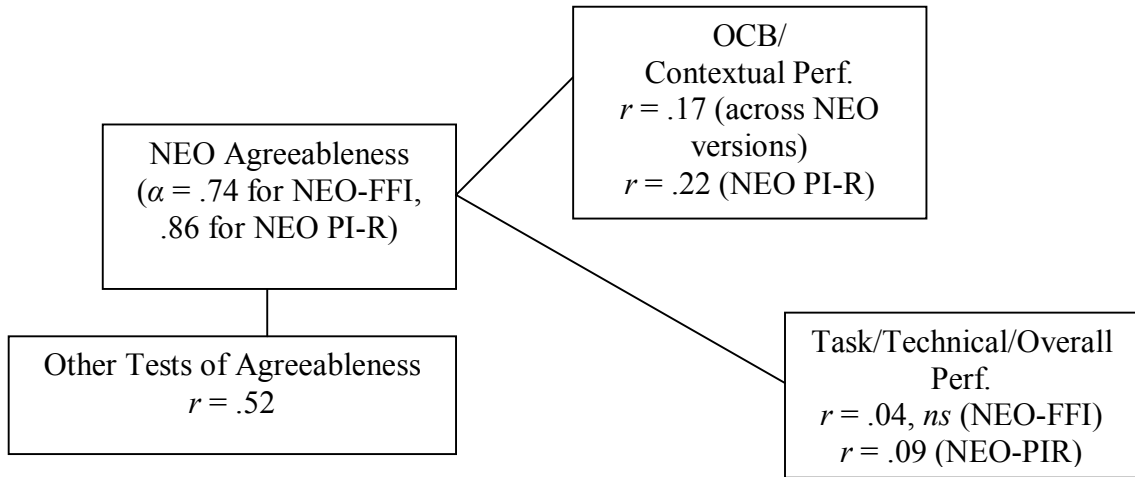 OCB/
Contextual Perf.
r = .17 (across NEO
versions)
r = .22 (NEO PI-R)
NEO Agreeableness
(α = .74 for NEO-FFI,
.86 for NEO PI-R)
Other Tests of Agreeableness
r = .52
Task/Technical/Overall
Perf.
r = .04, ns (NEO-FFI)
r = .09 (NEO-PIR)